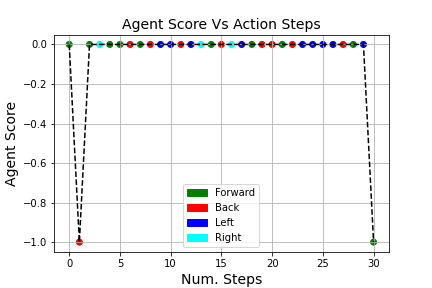 Agent Score Vs Action Steps
Agent Score
0.0
−0.2
−0.4
−0.6
−0.8
−1.0
Forward
Back
Left
Right
0 5 10 15 20 25 30
Num. Steps